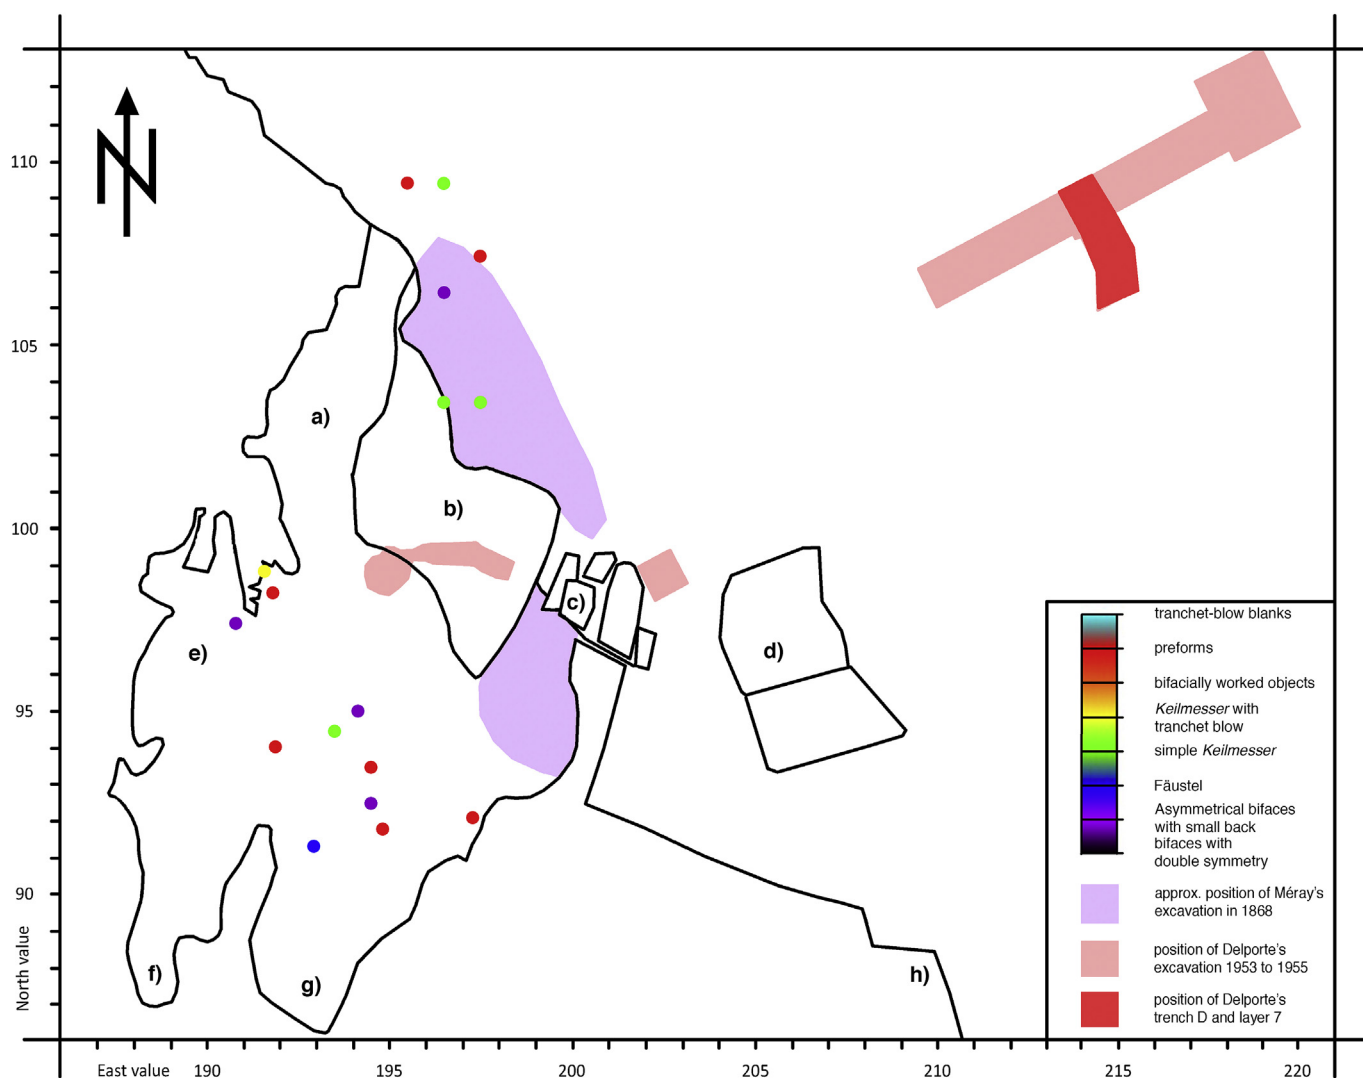 N
110
105
100
95
90
North value
a)
b)
c)
d)
e)
f)
g)
h)
tranchet-blow blanks
preforms
bifacially worked objects
Keilmesser with
tranchet blow
simple Keilmesser
Fäustel
Asymmetrical bifaces
with small back
bifaces with
double symmetry
approx. position of Méray's
excavation in 1868
position of Delporte's
excavation 1953 to 1955
position of Delporte's
trench D and layer 7
East value 190 195 200 205 210 215 220